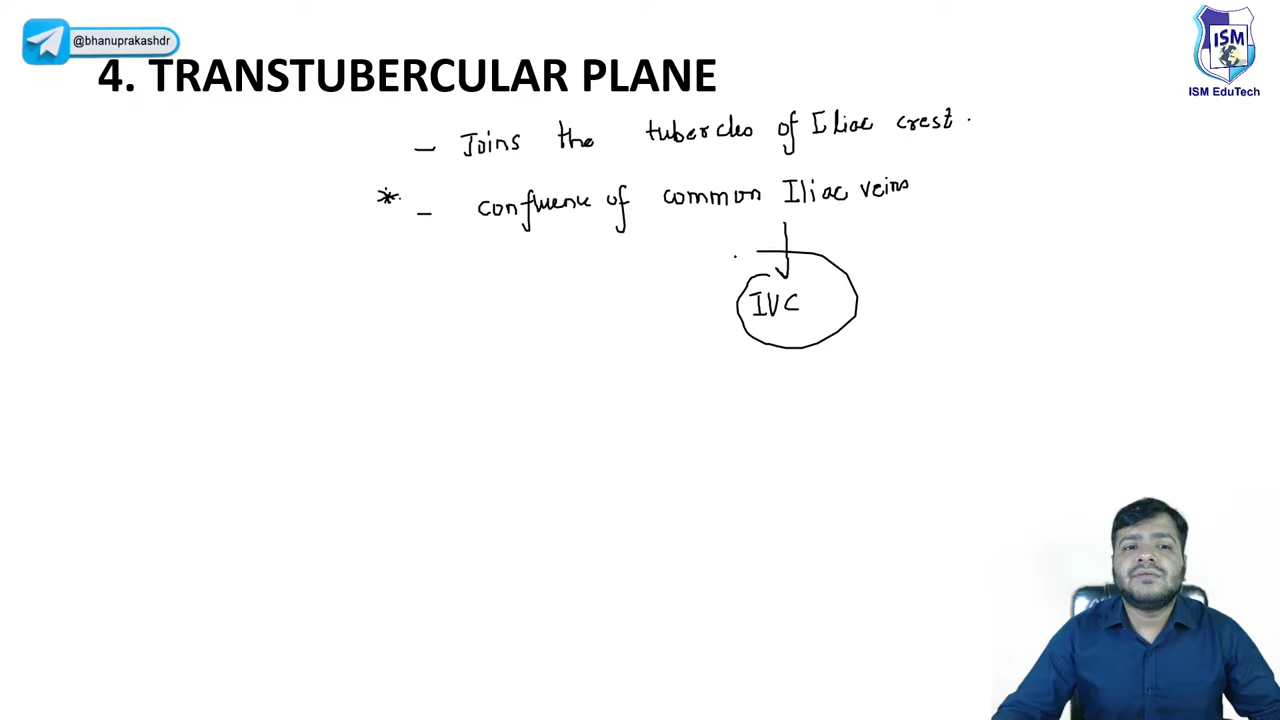 @bhanuprakashdr
ISM
ISM EduTech
4. TRANSTUBERCULAR PLANE
- Joins the tubercles of Iliac crest.
* - confluence of common Iliac veins
IVC